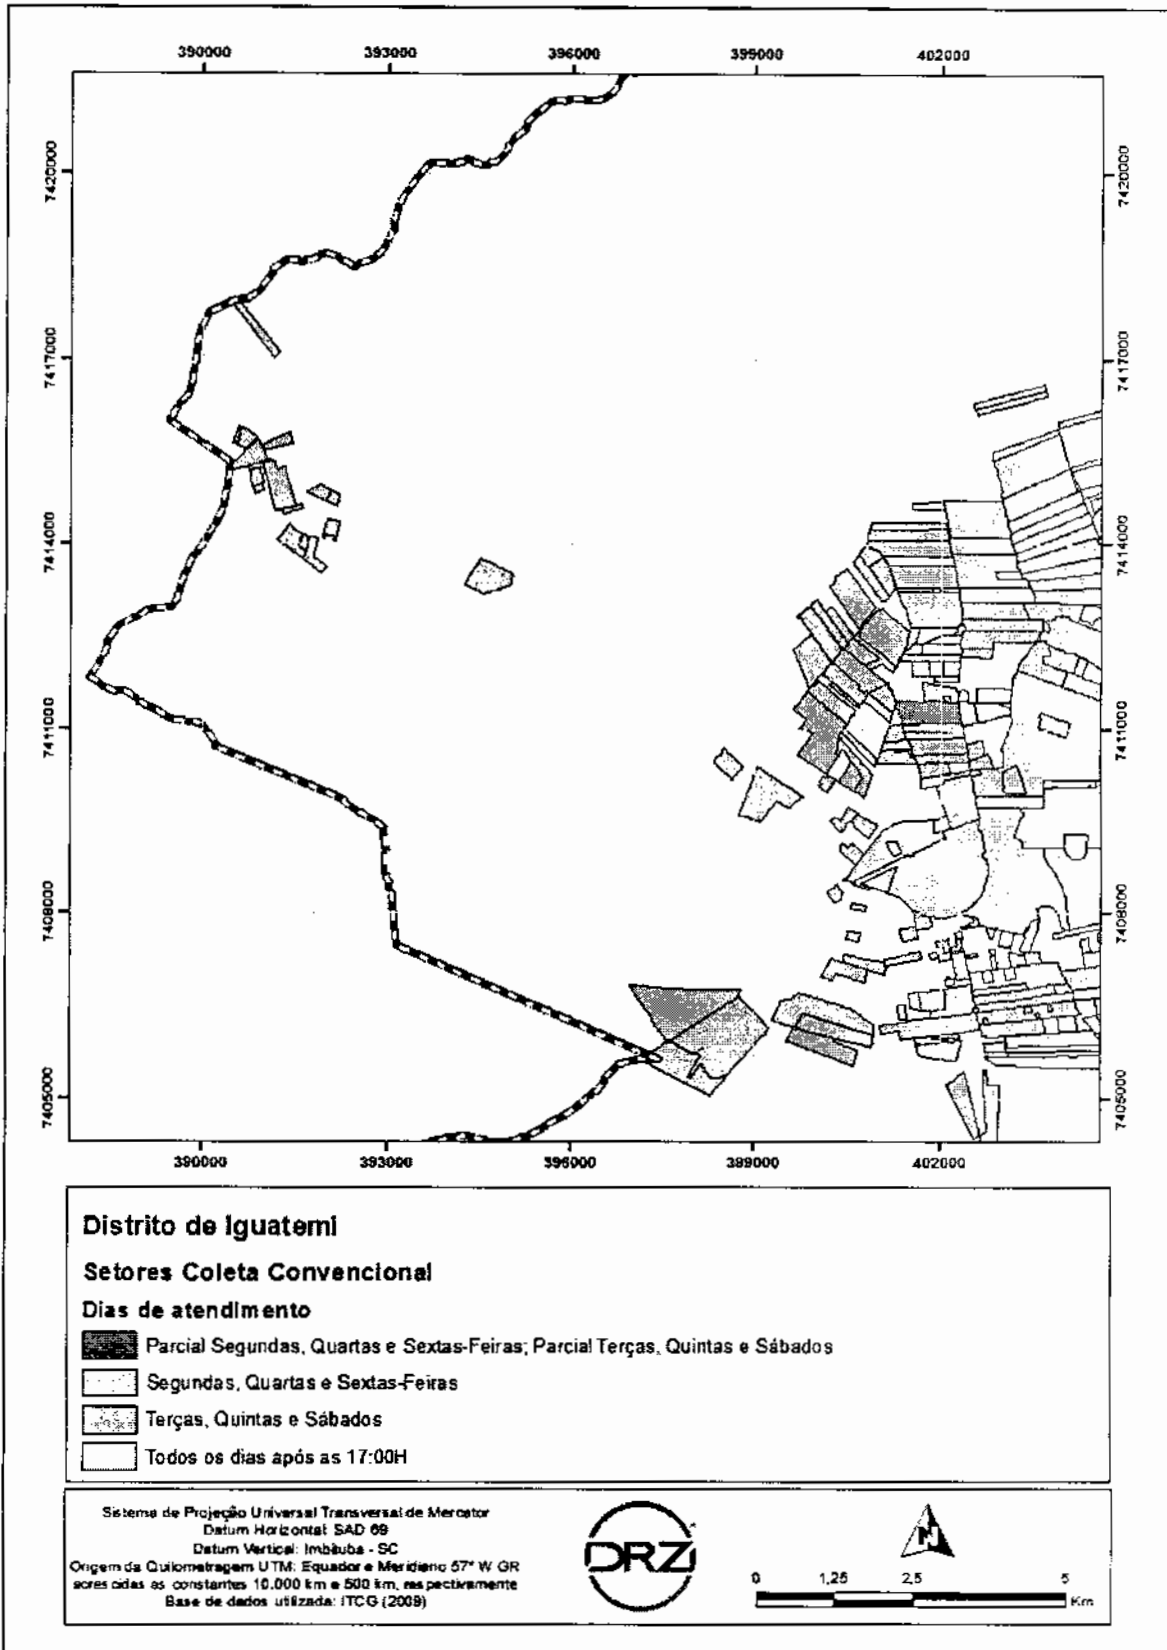 390000 393000 396000 399000 402000
7420000 7420000
7417000 7417000
7414000 7414000
7411000 7411000
7408000 7408000
7405000 7405000
390000 393000 396000 399000 402000
Distrito de Iguatemi
Setores Coleta Convencional
Dias de atendimento
Parcial Segundas, Quartas e Sextas-Feiras; Parcial Terças, Quintas e Sábados
Segundas, Quartas e Sextas-Feiras
Terças, Quintas e Sábados
Todos os dias após as 17:00H
Sistema de Projeção Universal Transversal de Mercator
Datum Horizontal: SAD 69
Datum Vertical: Imbituba - SC
Origem da Quilometragem UTM: Equador e Meridiano 57° W GR
acrescidas as constantes 10.000 km e 500 km, respectivamente
Base de dados utilizada: ITCG (2009)
DRZ
N
0 1,25 2,5 5
Km